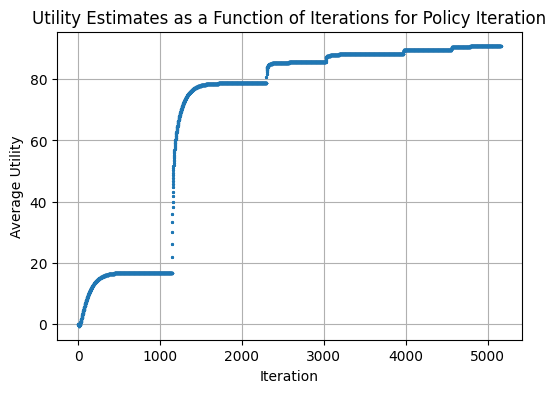 Utility Estimates as a Function of Iterations for Policy Iteration
Average Utility
80
60
40
20
0
0 1000 2000 3000 4000 5000
Iteration